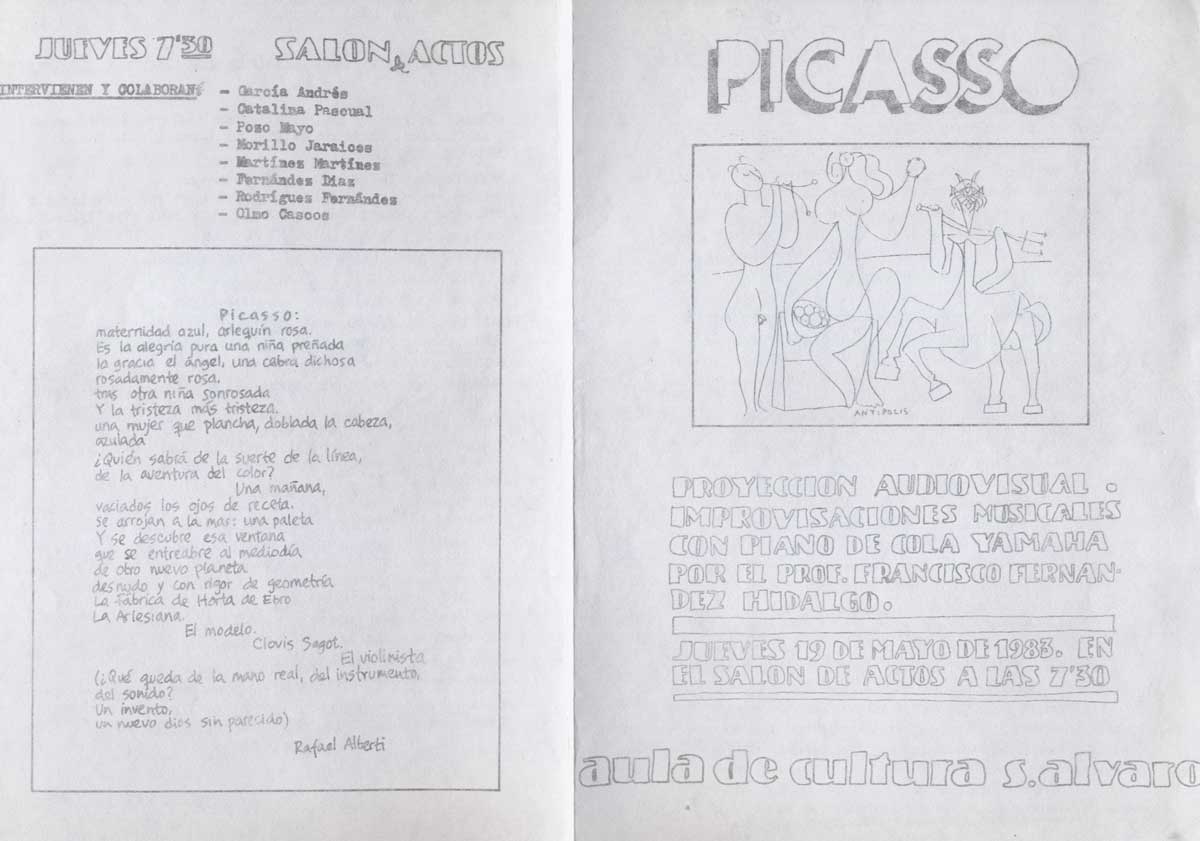 JUEVES 7'30 SALON de ACTOS
INTERVIENEN Y COLABORAN:
- García Andrés
- Catalina Pascual
- Pozo Mayo
- Morillo Jaraices
- Martínez Martínes
- Fernándes Diaz
- Rodrígues Fernándes
- Olmo Cascos
Picasso:
maternidad azul, arlequín rosa.
Es la alegría pura una niña preñada
la gracia el ángel, una cabra dichosa
rosadamente rosa.
tras otra niña sonrosada
Y la tristeza más tristeza.
una mujer que plancha, doblada la cabeza,
azulada
¿Quién sabrá de la suerte de la línea,
de la aventura del color?
Una mañana,
vaciados los ojos de receta.
se arrojan a la mar: una paleta
Y se descubre esa ventana
que se entreabre al mediodía
de otro nuevo planeta
desnudo y con rigor de geometría
La Fábrica de Horta de Ebro
La Arlesiana.
El modelo.
Clovis Sagot.
El violinista
(¿Qué queda de la mano real, del instrumento,
del sonido?
Un invento,
un nuevo dios sin parecido)
Rafael Alberti
PICASSO
ANTIPOLIS
PROYECCION AUDIOVISUAL.
IMPROVISACIONES MUSICALES
CON PIANO DE COLA YAMAHA
POR EL PROF. FRANCISCO FERNAN-
DEZ HIDALGO.
JUEVES 19 DE MAYO DE 1983. EN
EL SALON DE ACTOS A LAS 7'30
aula de cultura s.alvaro